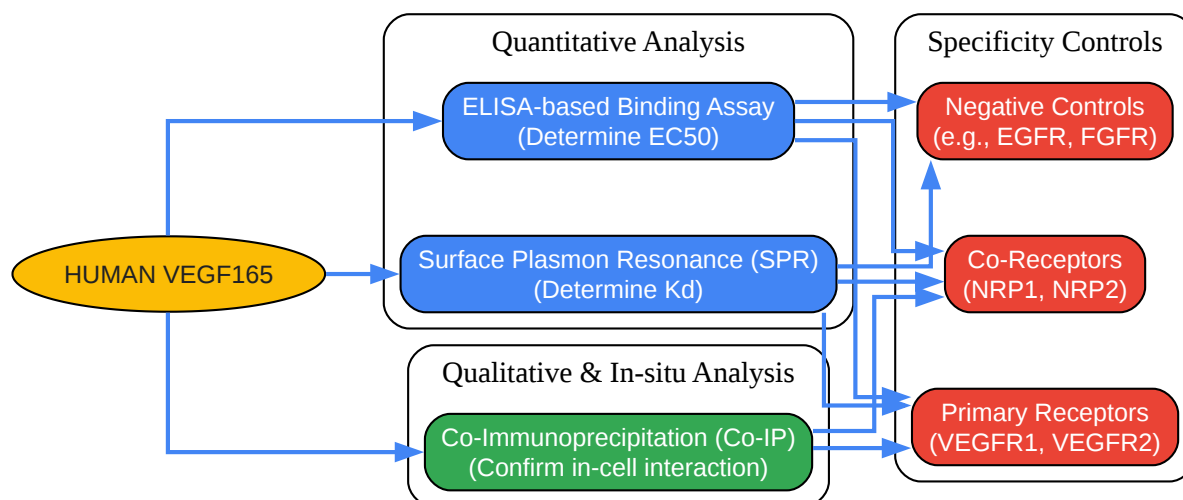 Quantitative Analysis
ELISA-based Binding Assay
(Determine EC50)
Surface Plasmon Resonance (SPR)
(Determine Kd)
HUMAN VEGF165
Qualitative & In-situ Analysis
Co-Immunoprecipitation (Co-IP)
(Confirm in-cell interaction)
Specificity Controls
Negative Controls
(e.g., EGFR, FGFR)
Co-Receptors
(NRP1, NRP2)
Primary Receptors
(VEGFR1, VEGFR2)